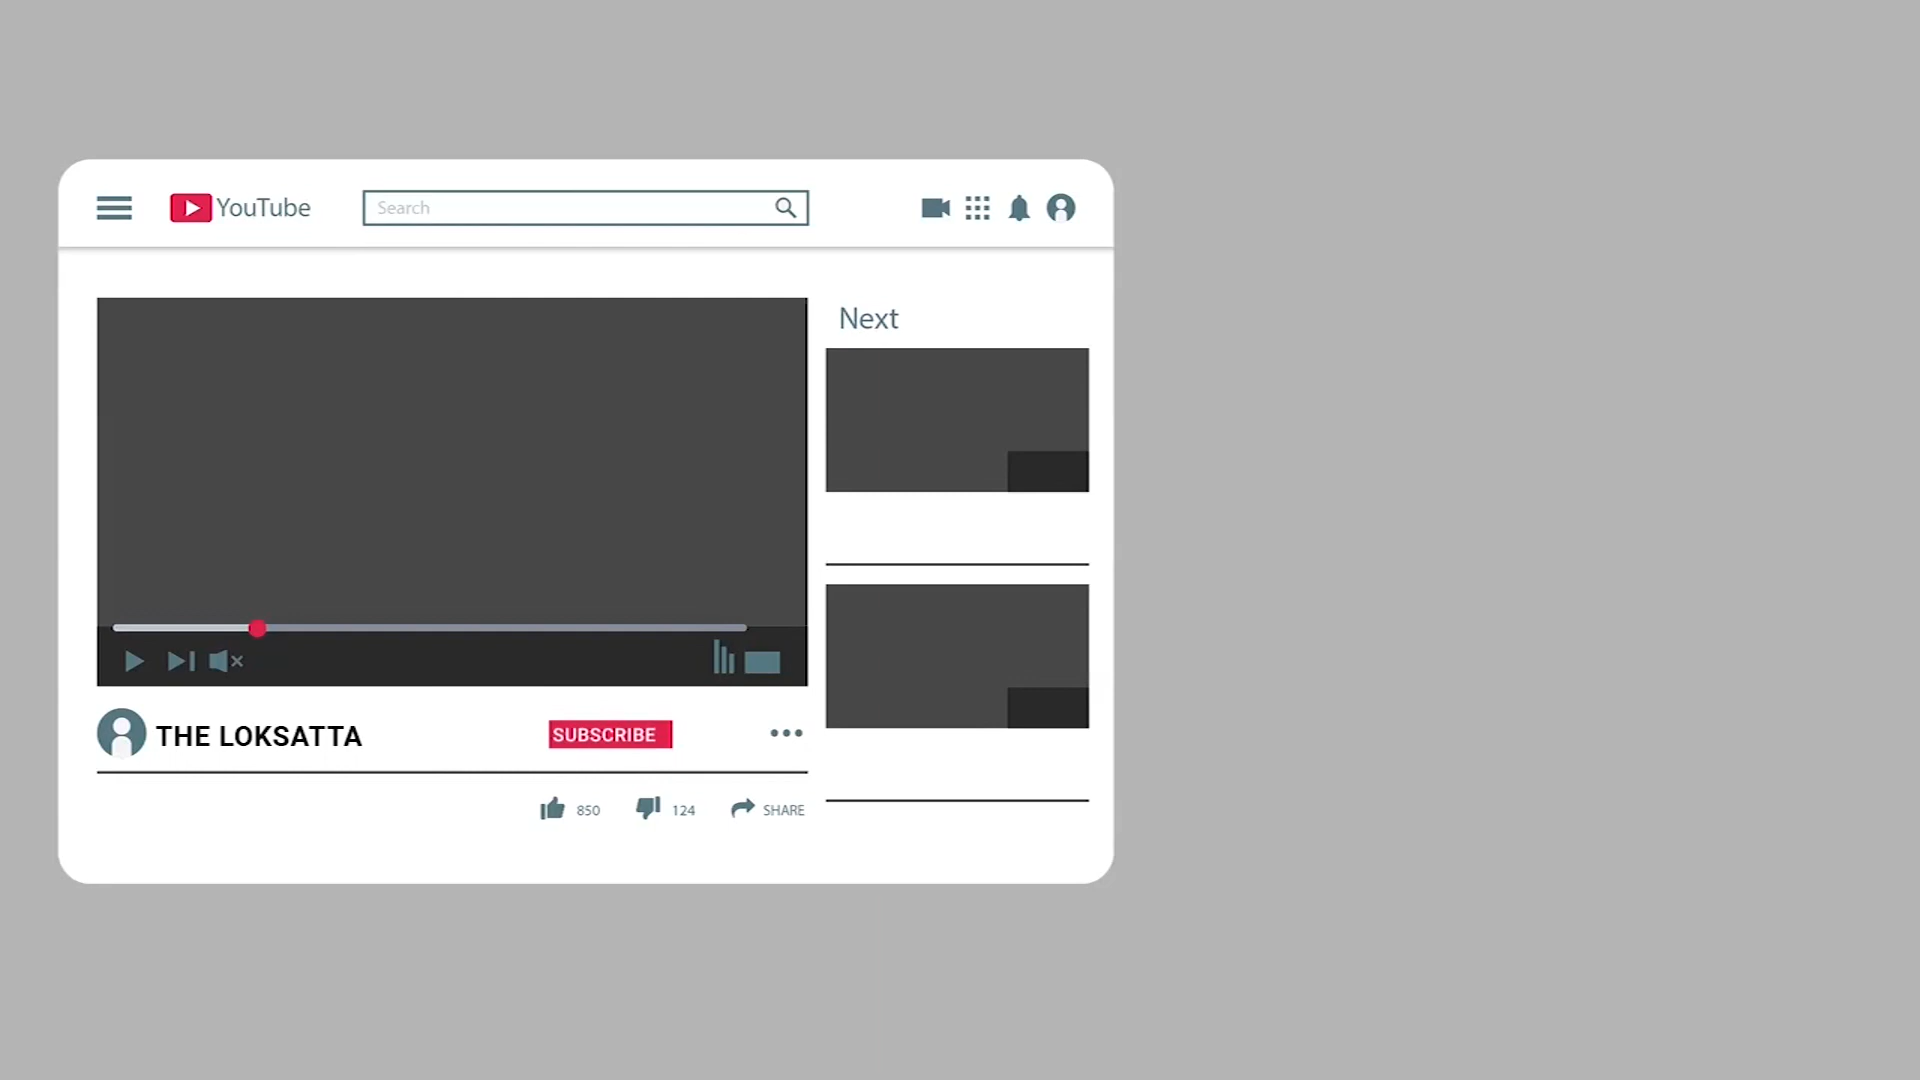 YouTube
Search
Next
THE LOKSATTA
SUBSCRIBE
850
124
SHARE